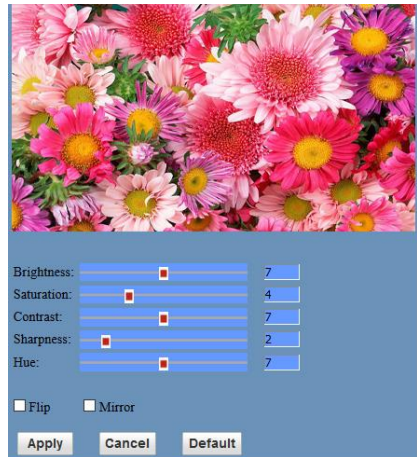 Brightness: 7
Saturation: 4
Contrast: 7
Sharpness: 2
Hue: 7
Flip Mirror
Apply Cancel Default